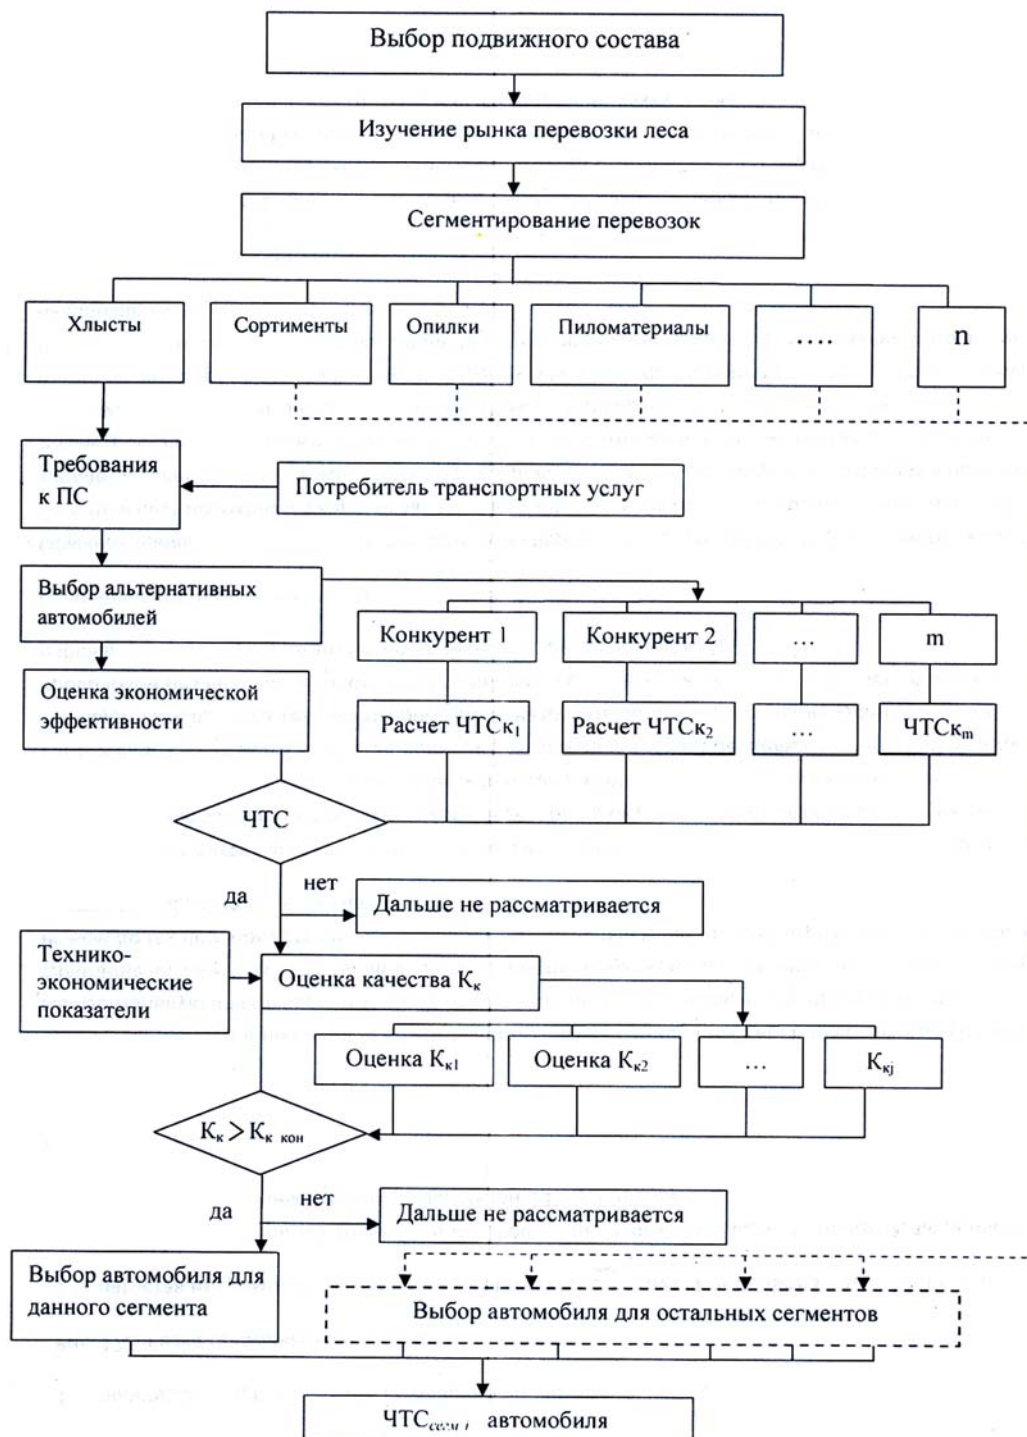 Выбор подвижного состава
Изучение рынка перевозки леса
Сегментирование перевозок
Хлысты
Сортименты
Опилки
Пиломатериалы
....
n
Требования
к ПС
Потребитель транспортных услуг
Выбор альтернативных
автомобилей
Конкурент 1
Конкурент 2
...
m
Оценка экономической
эффективности
Расчет ЧТСк₁
Расчет ЧТСк₂
...
ЧТСкₘ
ЧТС
да
нет
Дальше не рассматривается
Технико-
экономические
показатели
Оценка качества Кк
Оценка Кк1
Оценка Кк2
...
Ккj
Кк > Кк кон
да
нет
Дальше не рассматривается
Выбор автомобиля для
данного сегмента
Выбор автомобиля для остальных сегментов
ЧТС автомобиля